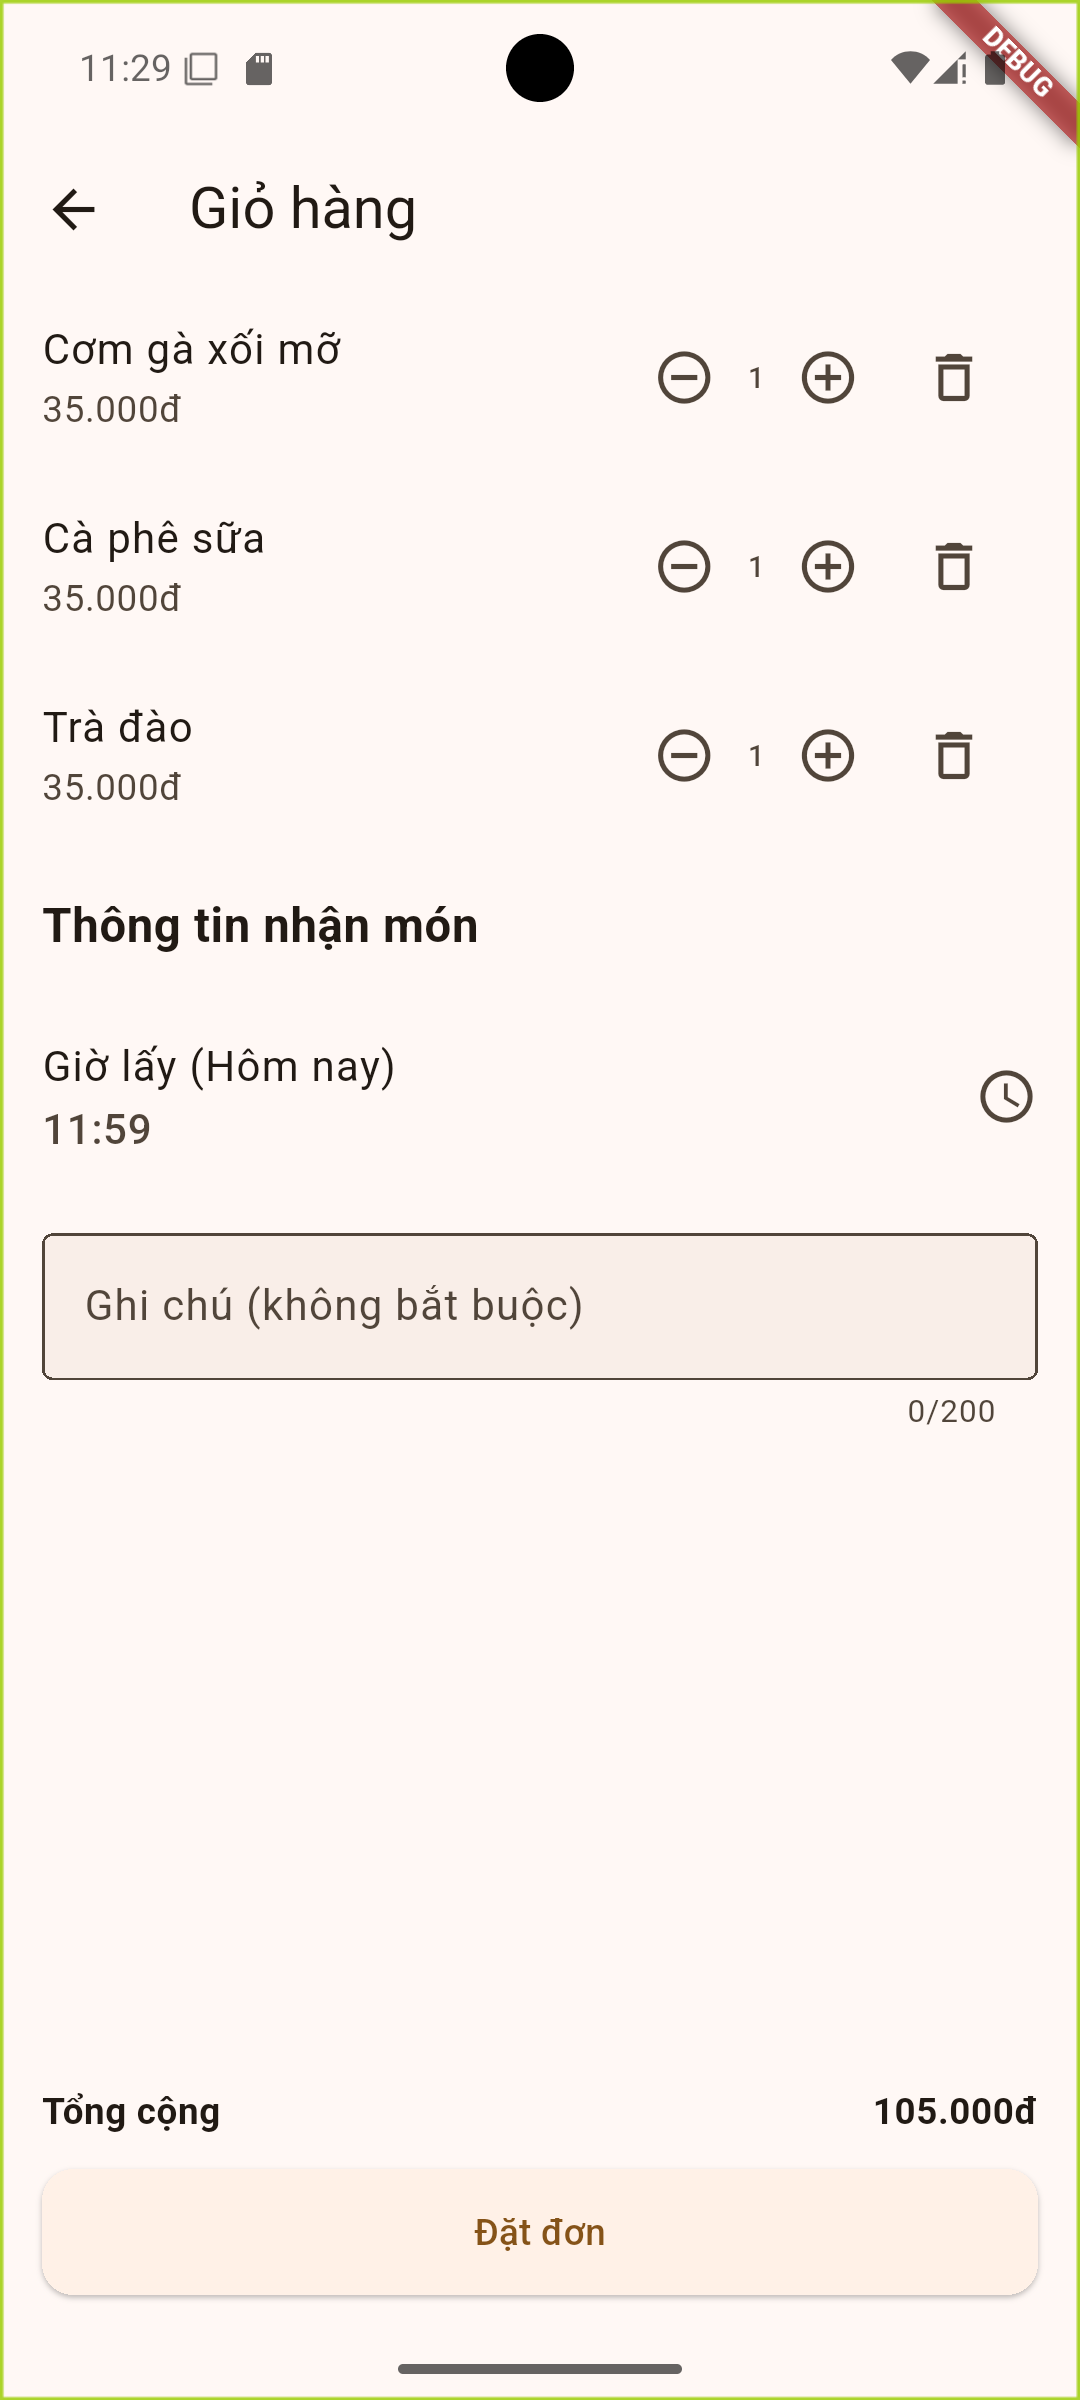 11:29
DEBUG
Giỏ hàng
Cơm gà xối mỡ
35.000đ
1
Cà phê sữa
35.000đ
1
Trà đào
35.000đ
1
Thông tin nhận món
Giờ lấy (Hôm nay)
11:59
Ghi chú (không bắt buộc)
0/200
Tổng cộng
105.000đ
Đặt đơn